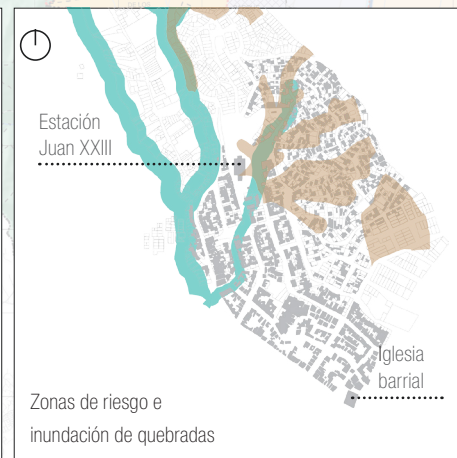 Estación
Juan XXIII
Iglesia
barrial
Zonas de riesgo e
inundación de quebradas